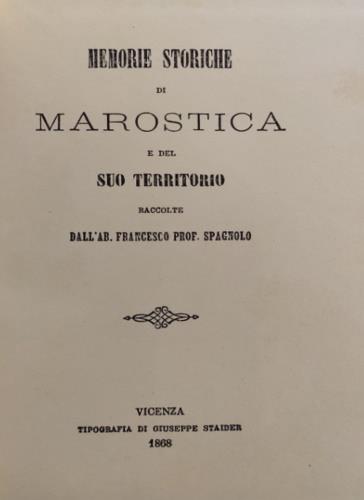 MEMORIE STORICHE
DI
MAROSTICA
E DEL
SUO TERRITORIO
RACCOLTE
DALL'AB. FRANCESCO PROF. SPAGNOLO
VICENZA
TIPOGRAFIA DI GIUSEPPE STAIDER
1868